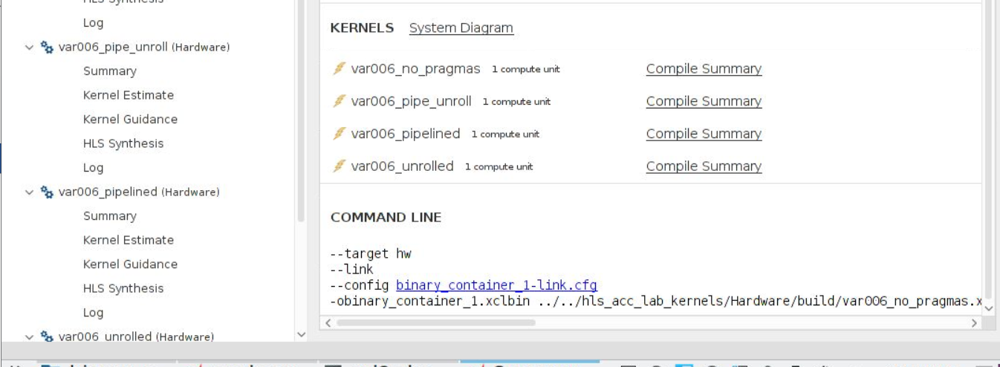 HLS Synthesis
Log
var006_pipe_unroll (Hardware)
Summary
Kernel Estimate
Kernel Guidance
HLS Synthesis
Log
var006_pipelined (Hardware)
Summary
Kernel Estimate
Kernel Guidance
HLS Synthesis
Log
var006_unrolled (Hardware)
KERNELS System Diagram
var006_no_pragmas 1 compute unit Compile Summary
var006_pipe_unroll 1 compute unit Compile Summary
var006_pipelined 1 compute unit Compile Summary
var006_unrolled 1 compute unit Compile Summary
COMMAND LINE
--target hw
--link
--config binary_container_1-link.cfg
-obinary_container_1.xclbin ../../hls_acc_lab_kernels/Hardware/build/var006_no_pragmas.x